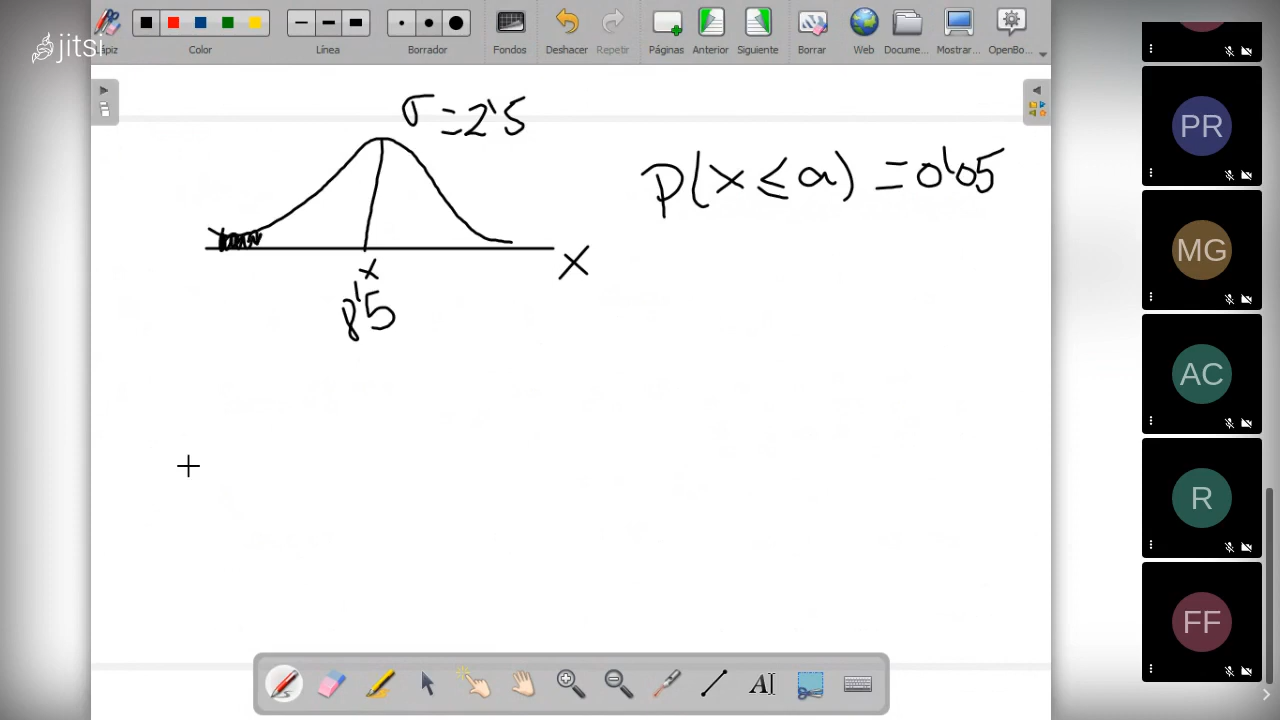 jitsi
Lápiz
Color
Línea
Borrador
Fondos
Deshacer
Repetir
Páginas
Anterior
Siguiente
Borrar
Web
Docume...
Mostrar...
OpenBo...
σ=2'5
P(X≤a)=0'05
X
x
8'5
PR
MG
AC
R
FF
AI